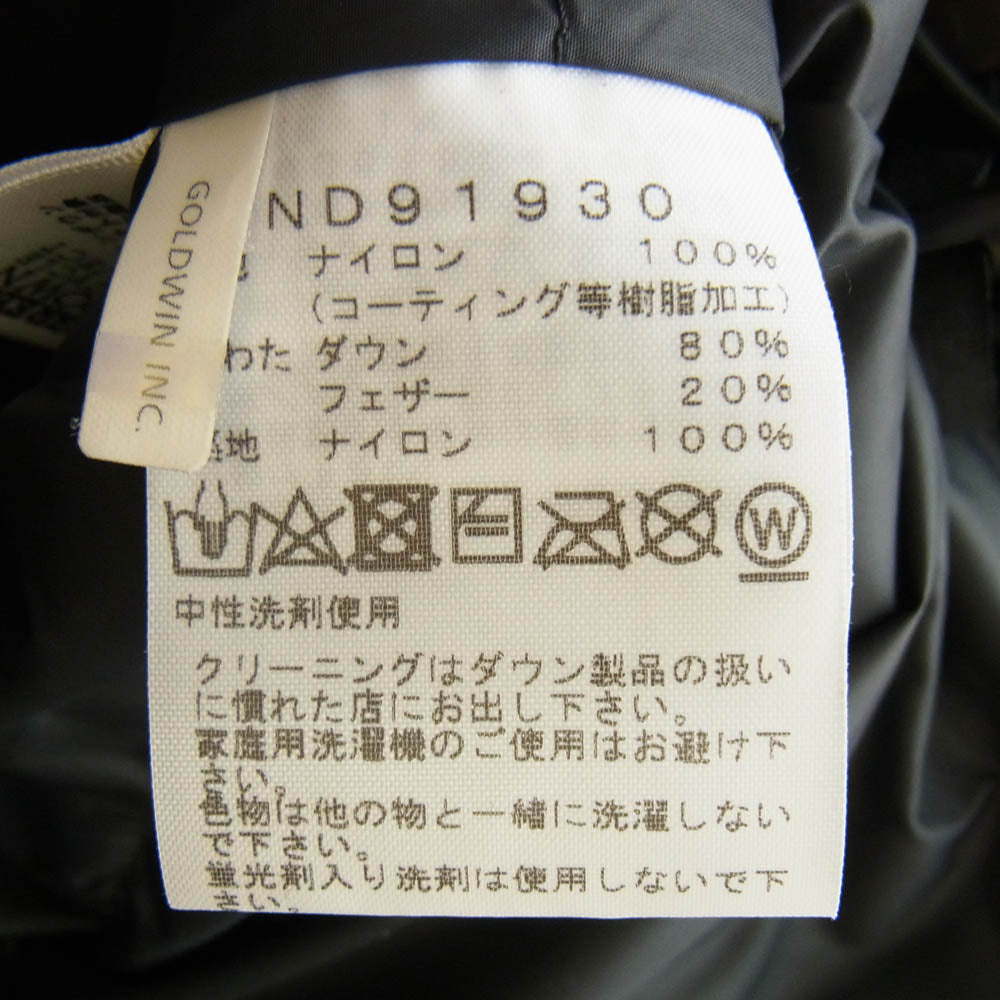 GOLDWIN INC.
ND91930
地 ナイロン 100%
(コーティング等樹脂加工)
わた ダウン 80%
フェザー 20%
地 ナイロン 100%
W
中性洗剤使用
クリーニングはダウン製品の扱い
に慣れた店にお出し下さい。
家庭用洗濯機のご使用はお避け下
さい。
色物は他の物と一緒に洗濯しない
で下さい。
蛍光剤入り洗剤は使用しないで下
さい。